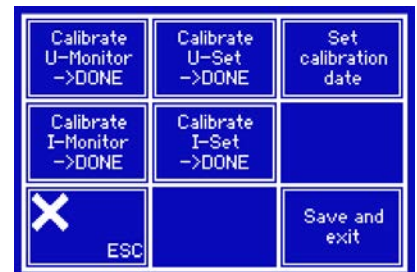 Calibrate
U-Monitor
->DONE
Calibrate
U-Set
->DONE
Set
calibration
date
Calibrate
I-Monitor
->DONE
Calibrate
I-Set
->DONE
ESC
Save and
exit